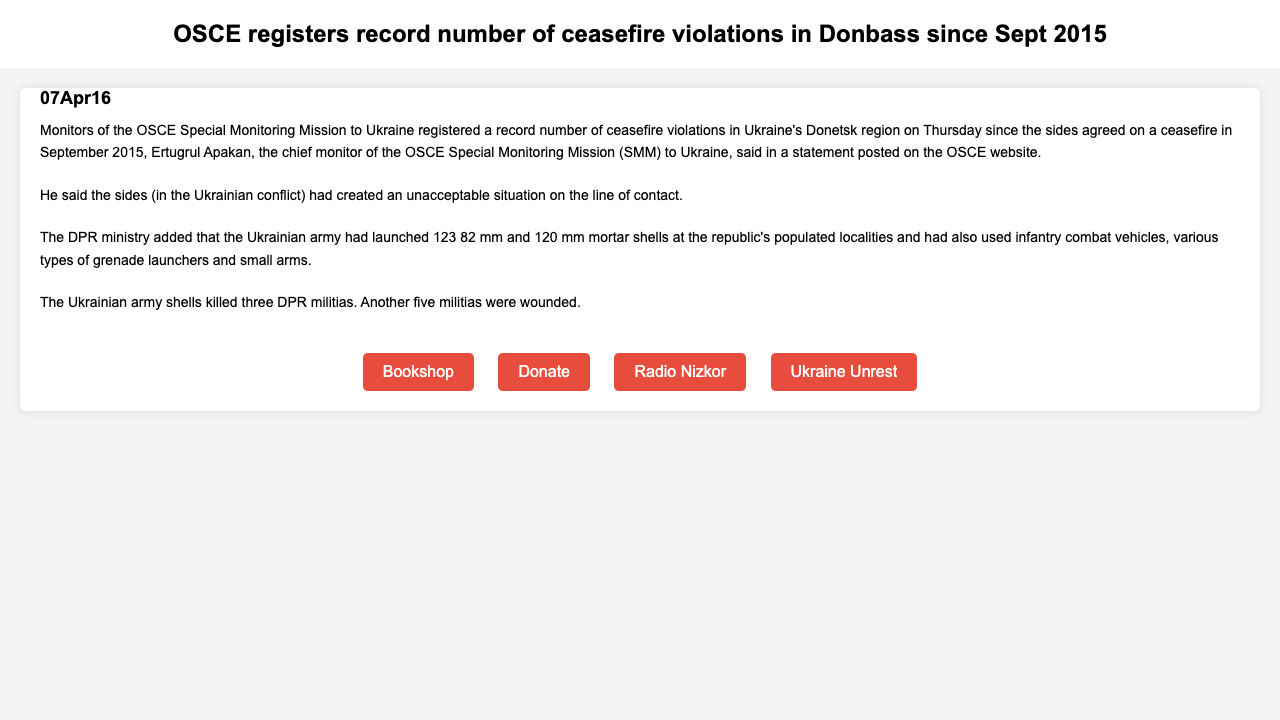 OSCE registers record number of ceasefire violations in Donbass since Sept 2015
07Apr16
Monitors of the OSCE Special Monitoring Mission to Ukraine registered a record number of ceasefire violations in Ukraine's Donetsk region on Thursday since the sides agreed on a ceasefire in
September 2015, Ertugrul Apakan, the chief monitor of the OSCE Special Monitoring Mission (SMM) to Ukraine, said in a statement posted on the OSCE website.
He said the sides (in the Ukrainian conflict) had created an unacceptable situation on the line of contact.
The DPR ministry added that the Ukrainian army had launched 123 82 mm and 120 mm mortar shells at the republic's populated localities and had also used infantry combat vehicles, various
types of grenade launchers and small arms.
The Ukrainian army shells killed three DPR militias. Another five militias were wounded.
Bookshop Donate Radio Nizkor Ukraine Unrest